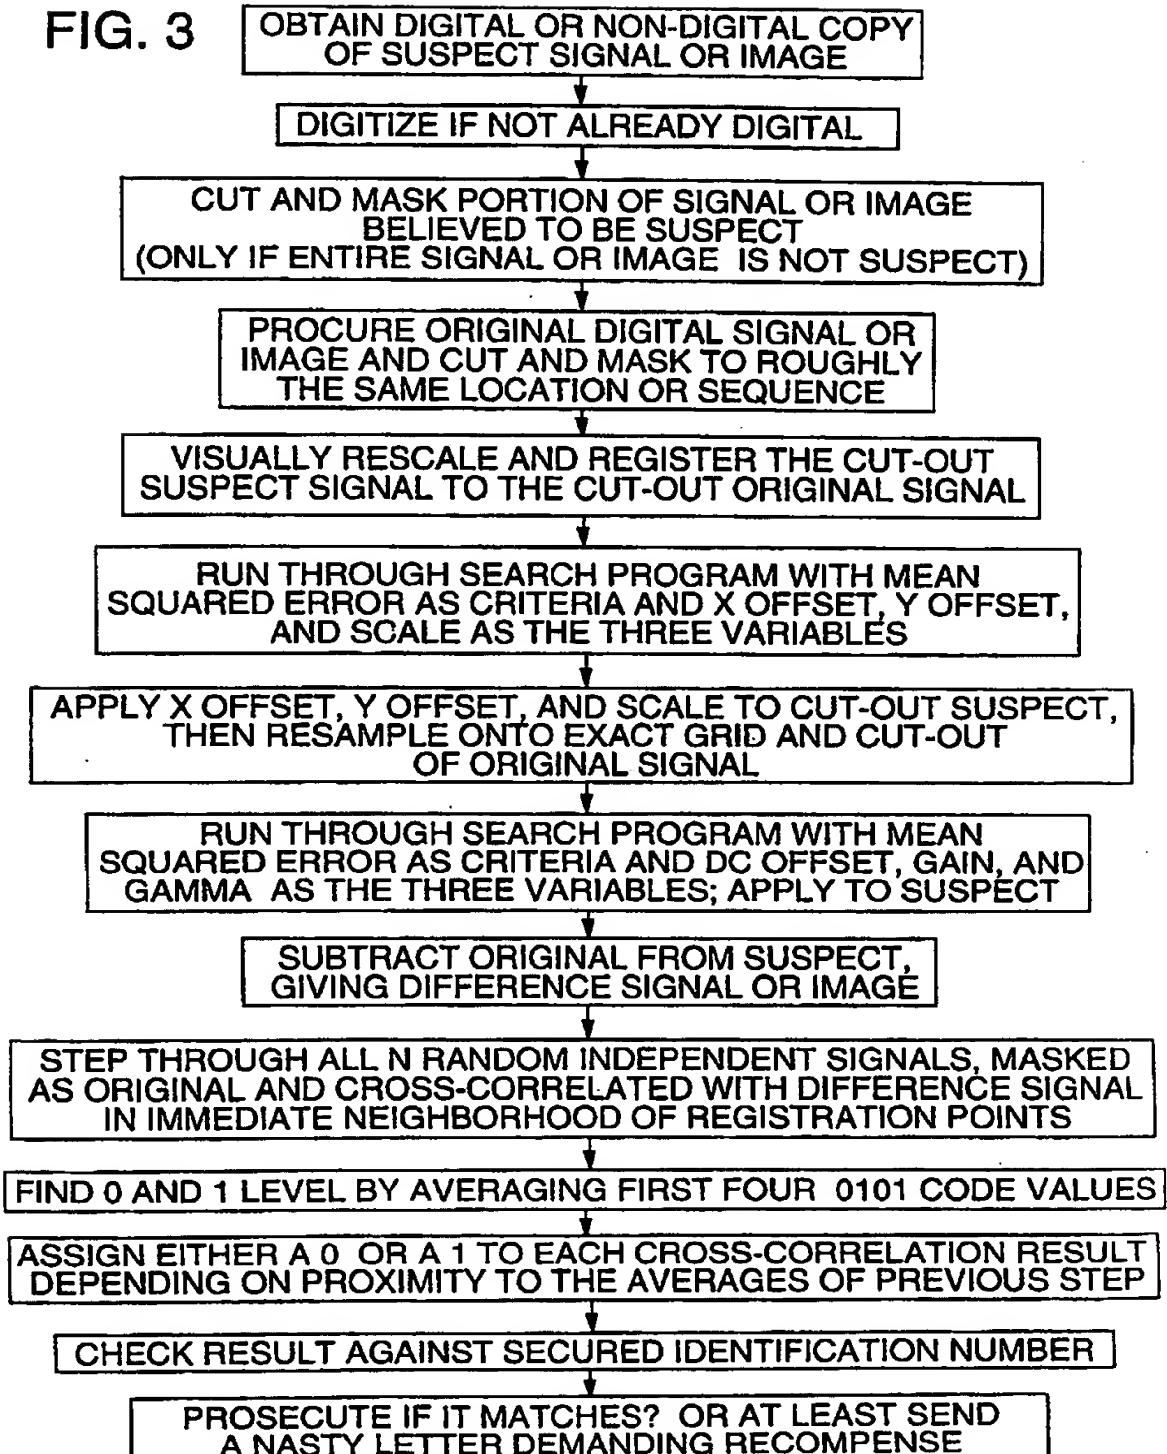 FIG. 3
OBTAIN DIGITAL OR NON-DIGITAL COPY
OF SUSPECT SIGNAL OR IMAGE
DIGITIZE IF NOT ALREADY DIGITAL
CUT AND MASK PORTION OF SIGNAL OR IMAGE
BELIEVED TO BE SUSPECT
(ONLY IF ENTIRE SIGNAL OR IMAGE IS NOT SUSPECT)
PROCURE ORIGINAL DIGITAL SIGNAL OR
IMAGE AND CUT AND MASK TO ROUGHLY
THE SAME LOCATION OR SEQUENCE
VISUALLY RESCALE AND REGISTER THE CUT-OUT
SUSPECT SIGNAL TO THE CUT-OUT ORIGINAL SIGNAL
RUN THROUGH SEARCH PROGRAM WITH MEAN
SQUARED ERROR AS CRITERIA AND X OFFSET, Y OFFSET,
AND SCALE AS THE THREE VARIABLES
APPLY X OFFSET, Y OFFSET, AND SCALE TO CUT-OUT SUSPECT,
THEN RESAMPLE ONTO EXACT GRID AND CUT-OUT
OF ORIGINAL SIGNAL
RUN THROUGH SEARCH PROGRAM WITH MEAN
SQUARED ERROR AS CRITERIA AND DC OFFSET, GAIN, AND
GAMMA AS THE THREE VARIABLES; APPLY TO SUSPECT
SUBTRACT ORIGINAL FROM SUSPECT,
GIVING DIFFERENCE SIGNAL OR IMAGE
STEP THROUGH ALL N RANDOM INDEPENDENT SIGNALS, MASKED
AS ORIGINAL AND CROSS-CORRELATED WITH DIFFERENCE SIGNAL
IN IMMEDIATE NEIGHBORHOOD OF REGISTRATION POINTS
FIND 0 AND 1 LEVEL BY AVERAGING FIRST FOUR 0101 CODE VALUES
ASSIGN EITHER A 0 OR A 1 TO EACH CROSS-CORRELATION RESULT
DEPENDING ON PROXIMITY TO THE AVERAGES OF PREVIOUS STEP
CHECK RESULT AGAINST SECURED IDENTIFICATION NUMBER
PROSECUTE IF IT MATCHES? OR AT LEAST SEND
A NASTY LETTER DEMANDING RECOMPENSE